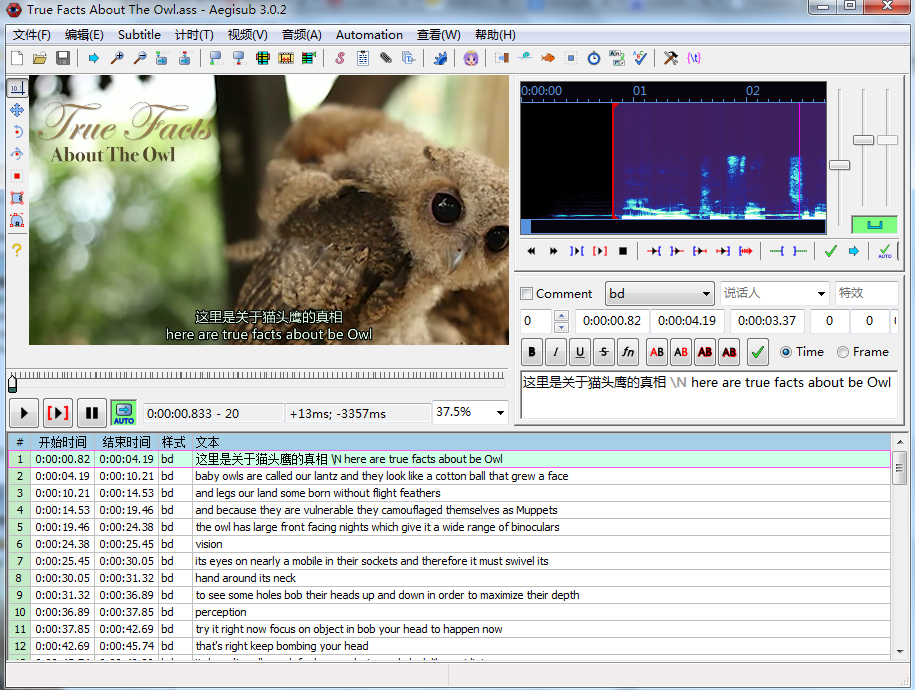 True Facts About The Owl.ass - Aegisub 3.0.2
文件(F) 编辑(E) Subtitle 计时(T) 视频(V) 音频(A) Automation 查看(W) 帮助(H)
True Facts
About The Owl
这里是关于猫头鹰的真相
here are true facts about be Owl
0:00:00 01 02
Comment bd 说话人 特效
0 0:00:00.82 0:00:04.19 0:00:03.37 0 0
B I U S fn AB AB AB AB Time Frame
这里是关于猫头鹰的真相 \N here are true facts about be Owl
AUTO 0:00:00.833 - 20 +13ms; -3357ms 37.5%
# 开始时间 结束时间 样式 文本
1 0:00:00.82 0:00:04.19 bd 这里是关于猫头鹰的真相 \N here are true facts about be Owl
2 0:00:04.19 0:00:10.21 bd baby owls are called our lantz and they look like a cotton ball that grew a face
3 0:00:10.21 0:00:14.53 bd and legs our land some born without flight feathers
4 0:00:14.53 0:00:19.46 bd and because they are vulnerable they camouflaged themselves as Muppets
5 0:00:19.46 0:00:24.38 bd the owl has large front facing nights which give it a wide range of binoculars
6 0:00:24.38 0:00:25.45 bd vision
7 0:00:25.45 0:00:30.05 bd its eyes on nearly a mobile in their sockets and therefore it must swivel its
8 0:00:30.05 0:00:31.32 bd hand around its neck
9 0:00:31.32 0:00:36.89 bd to see some holes bob their heads up and down in order to maximize their depth
10 0:00:36.89 0:00:37.85 bd perception
11 0:00:37.85 0:00:42.69 bd try it right now focus on object in bob your head to happen now
12 0:00:42.69 0:00:45.74 bd that's right keep bombing your head